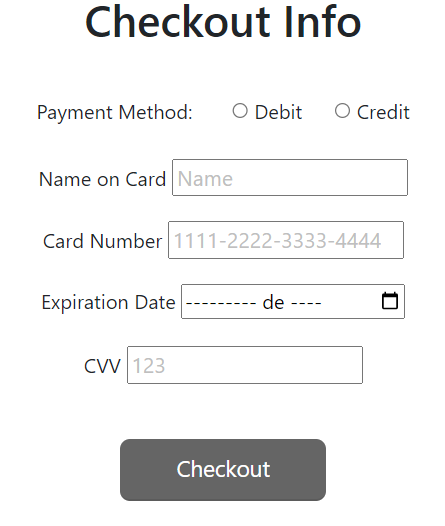 Checkout Info
Payment Method: Debit Credit
Name on Card Name
Card Number 1111-2222-3333-4444
Expiration Date --------- de ----
CVV 123
Checkout